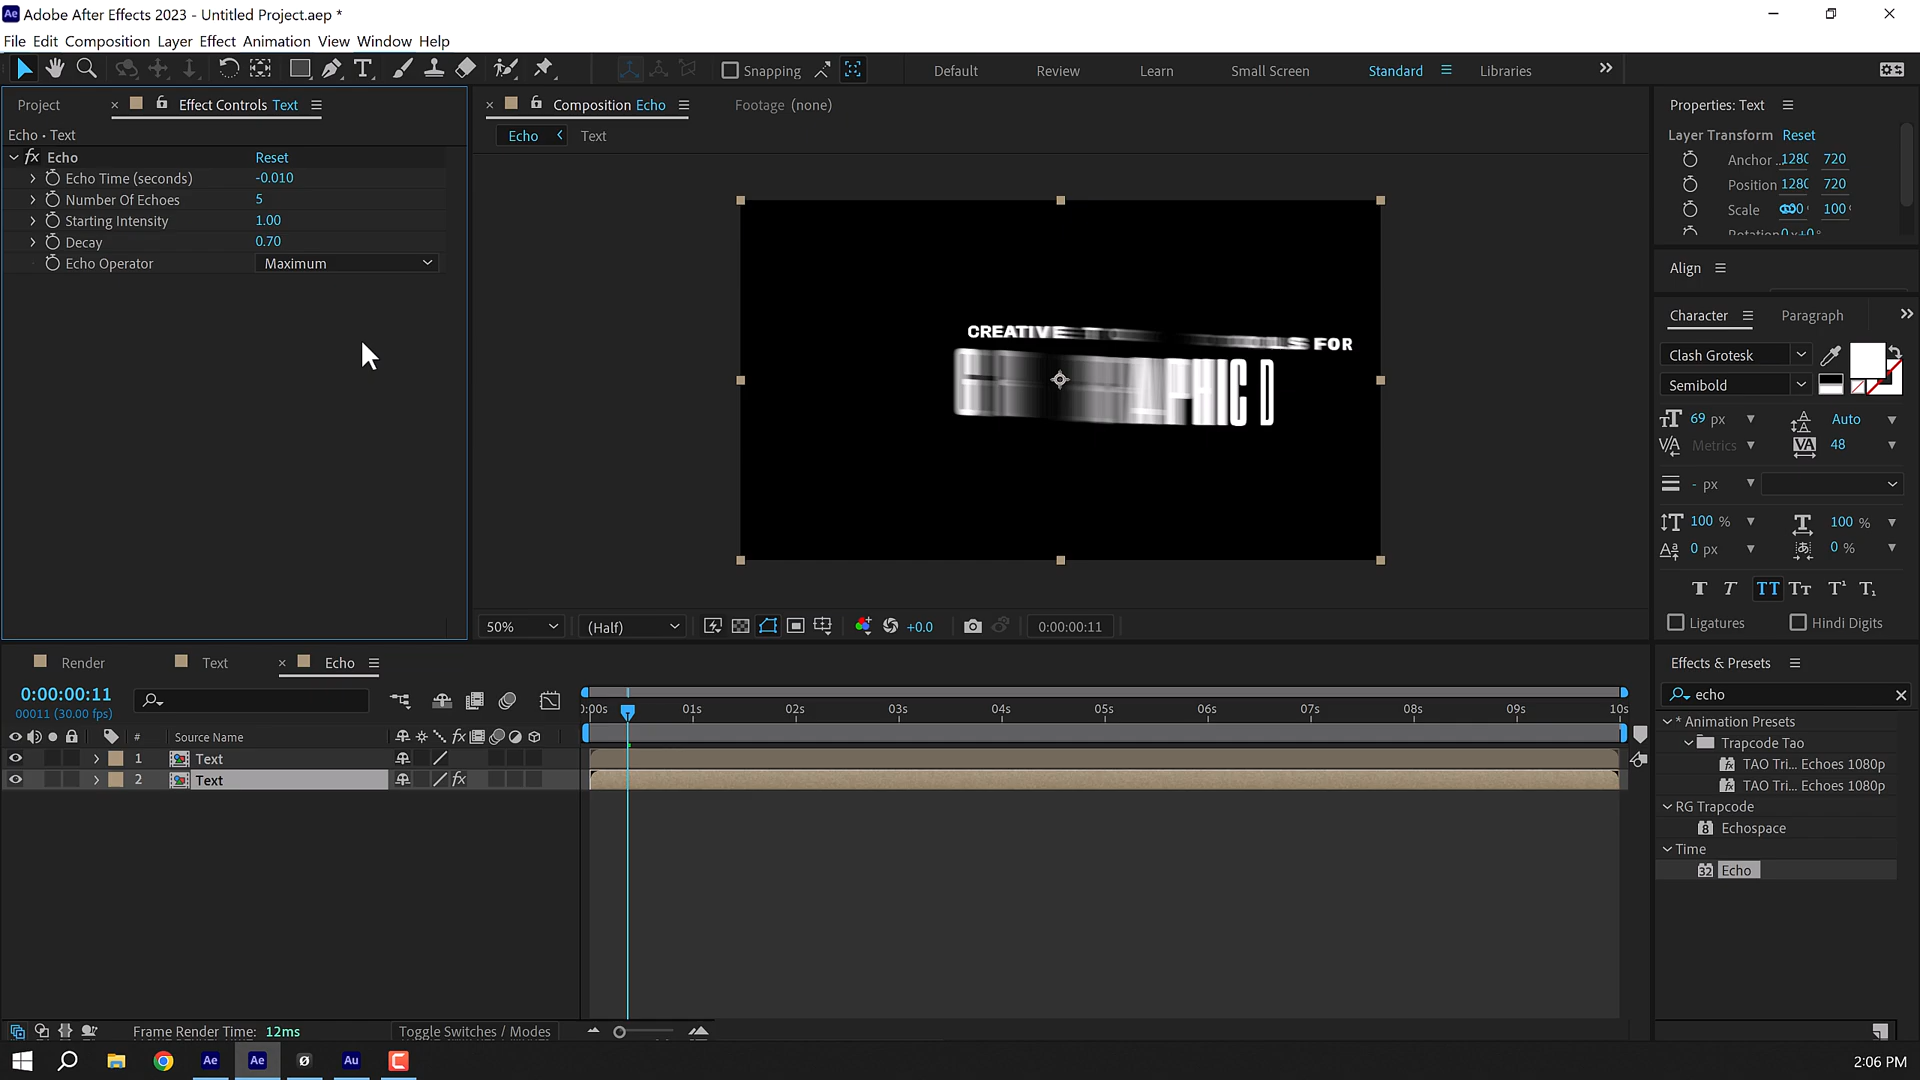 Adobe After Effects 2023 - Untitled Project.aep *
File Edit Composition Layer Effect Animation View Window Help
Snapping
Default
Review
Learn
Small Screen
Standard
Libraries
Project
Effect Controls Text
Echo • Text
Echo
Reset
Echo Time (seconds)
-0.010
Number Of Echoes
5
Starting Intensity
1.00
Decay
0.70
Echo Operator
Maximum
Composition Echo
Footage (none)
Echo
Text
CREATIVE
FOR
APHIC D
50%
(Half)
+0.0
0:00:00:11
Properties: Text
Layer Transform Reset
Anchor ..
720
Position
720
Scale
100
Align
Character
Paragraph
Clash Grotesk
Semibold
69 px
Auto
Metrics
48
- px
100 %
100 %
0 px
0 %
Ligatures
Hindi Digits
Effects & Presets
echo
* Animation Presets
Trapcode Tao
TAO Tri... Echoes 1080p
TAO Tri... Echoes 1080p
RG Trapcode
Echospace
Time
Echo
Render
Text
Echo
0:00:00:11
00011 (30.00 fps)
#
Source Name
1 Text
2 Text
0:00s
01s
02s
03s
04s
05s
06s
07s
08s
09s
10s
Frame Render Time: 12ms
Toggle Switches / Modes
2:06 PM